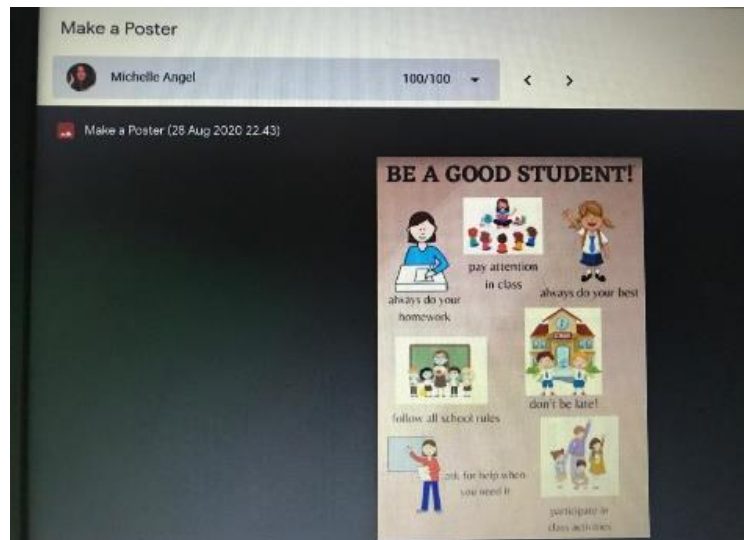 Make a Poster
Michelle Angel 100/100
Make a Poster (28 Aug 2020 22.43)
BE A GOOD STUDENT!
pay attention
in class
always do your best
always do your
homework
don't be late!
follow all school rules
ask for help when
you need it
participate in
class activities